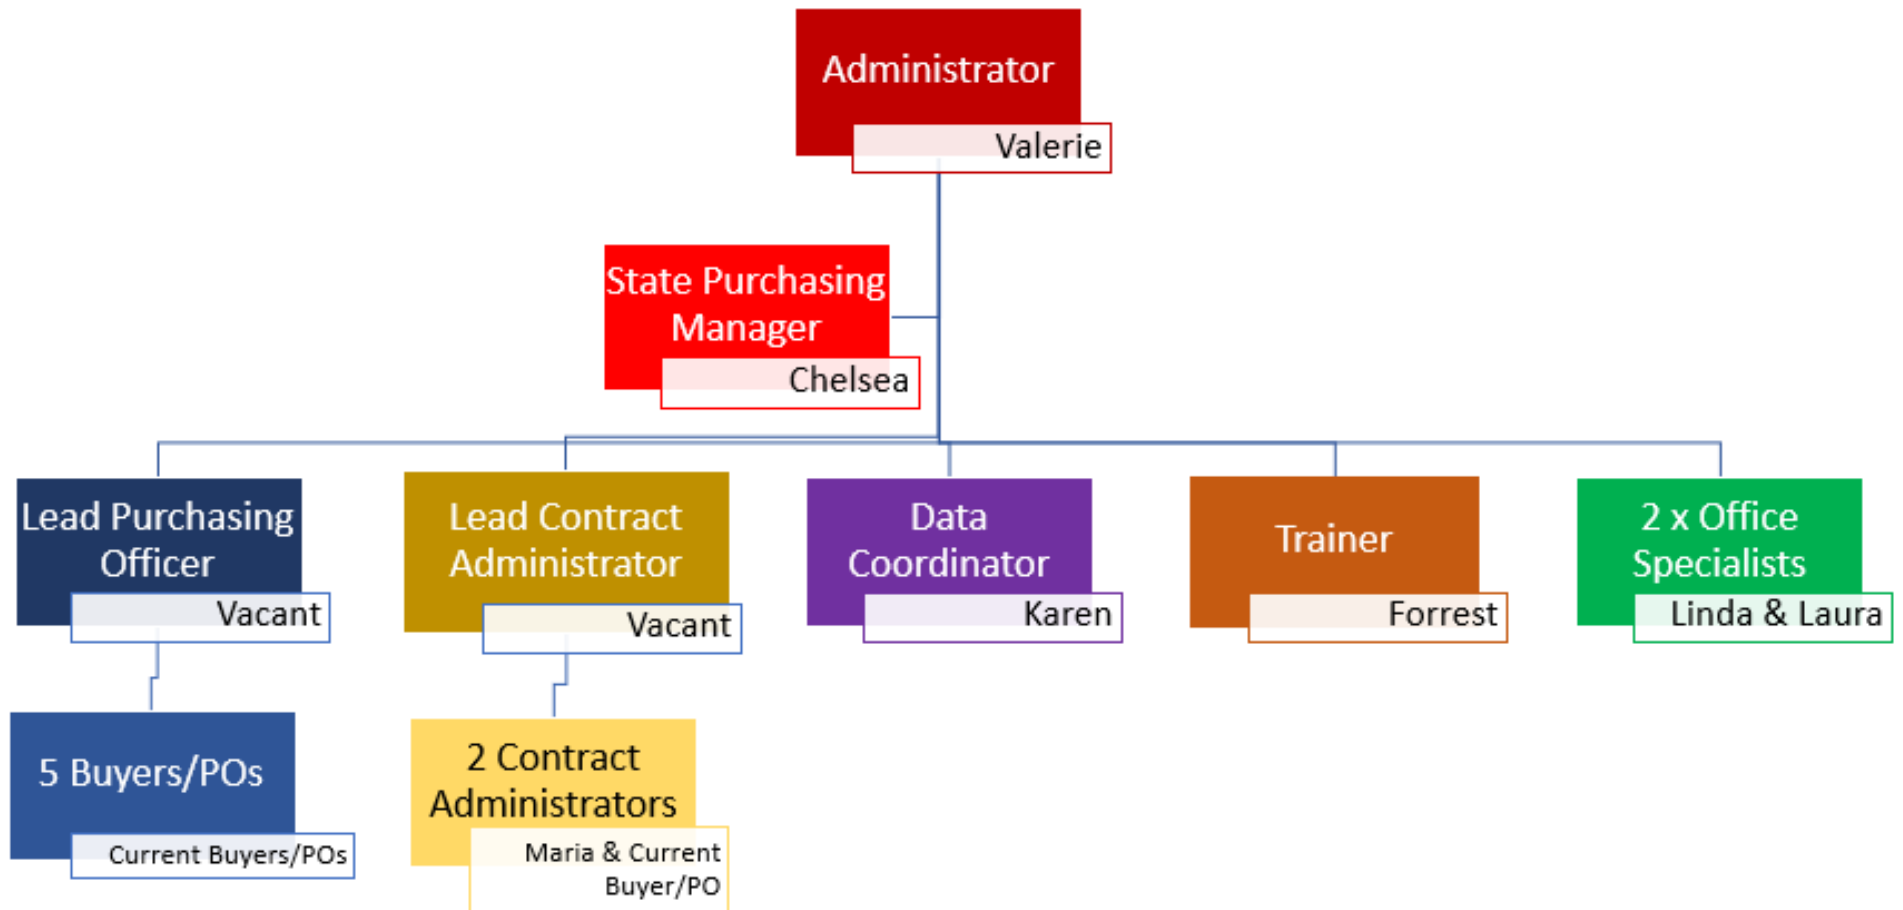 Administrator
Valerie
State Purchasing
Manager
Chelsea
Lead Purchasing
Officer
Vacant
Lead Contract
Administrator
Vacant
Data
Coordinator
Karen
Trainer
Forrest
2 x Office
Specialists
Linda & Laura
5 Buyers/POs
Current Buyers/POs
2 Contract
Administrators
Maria & Current
Buyer/PO